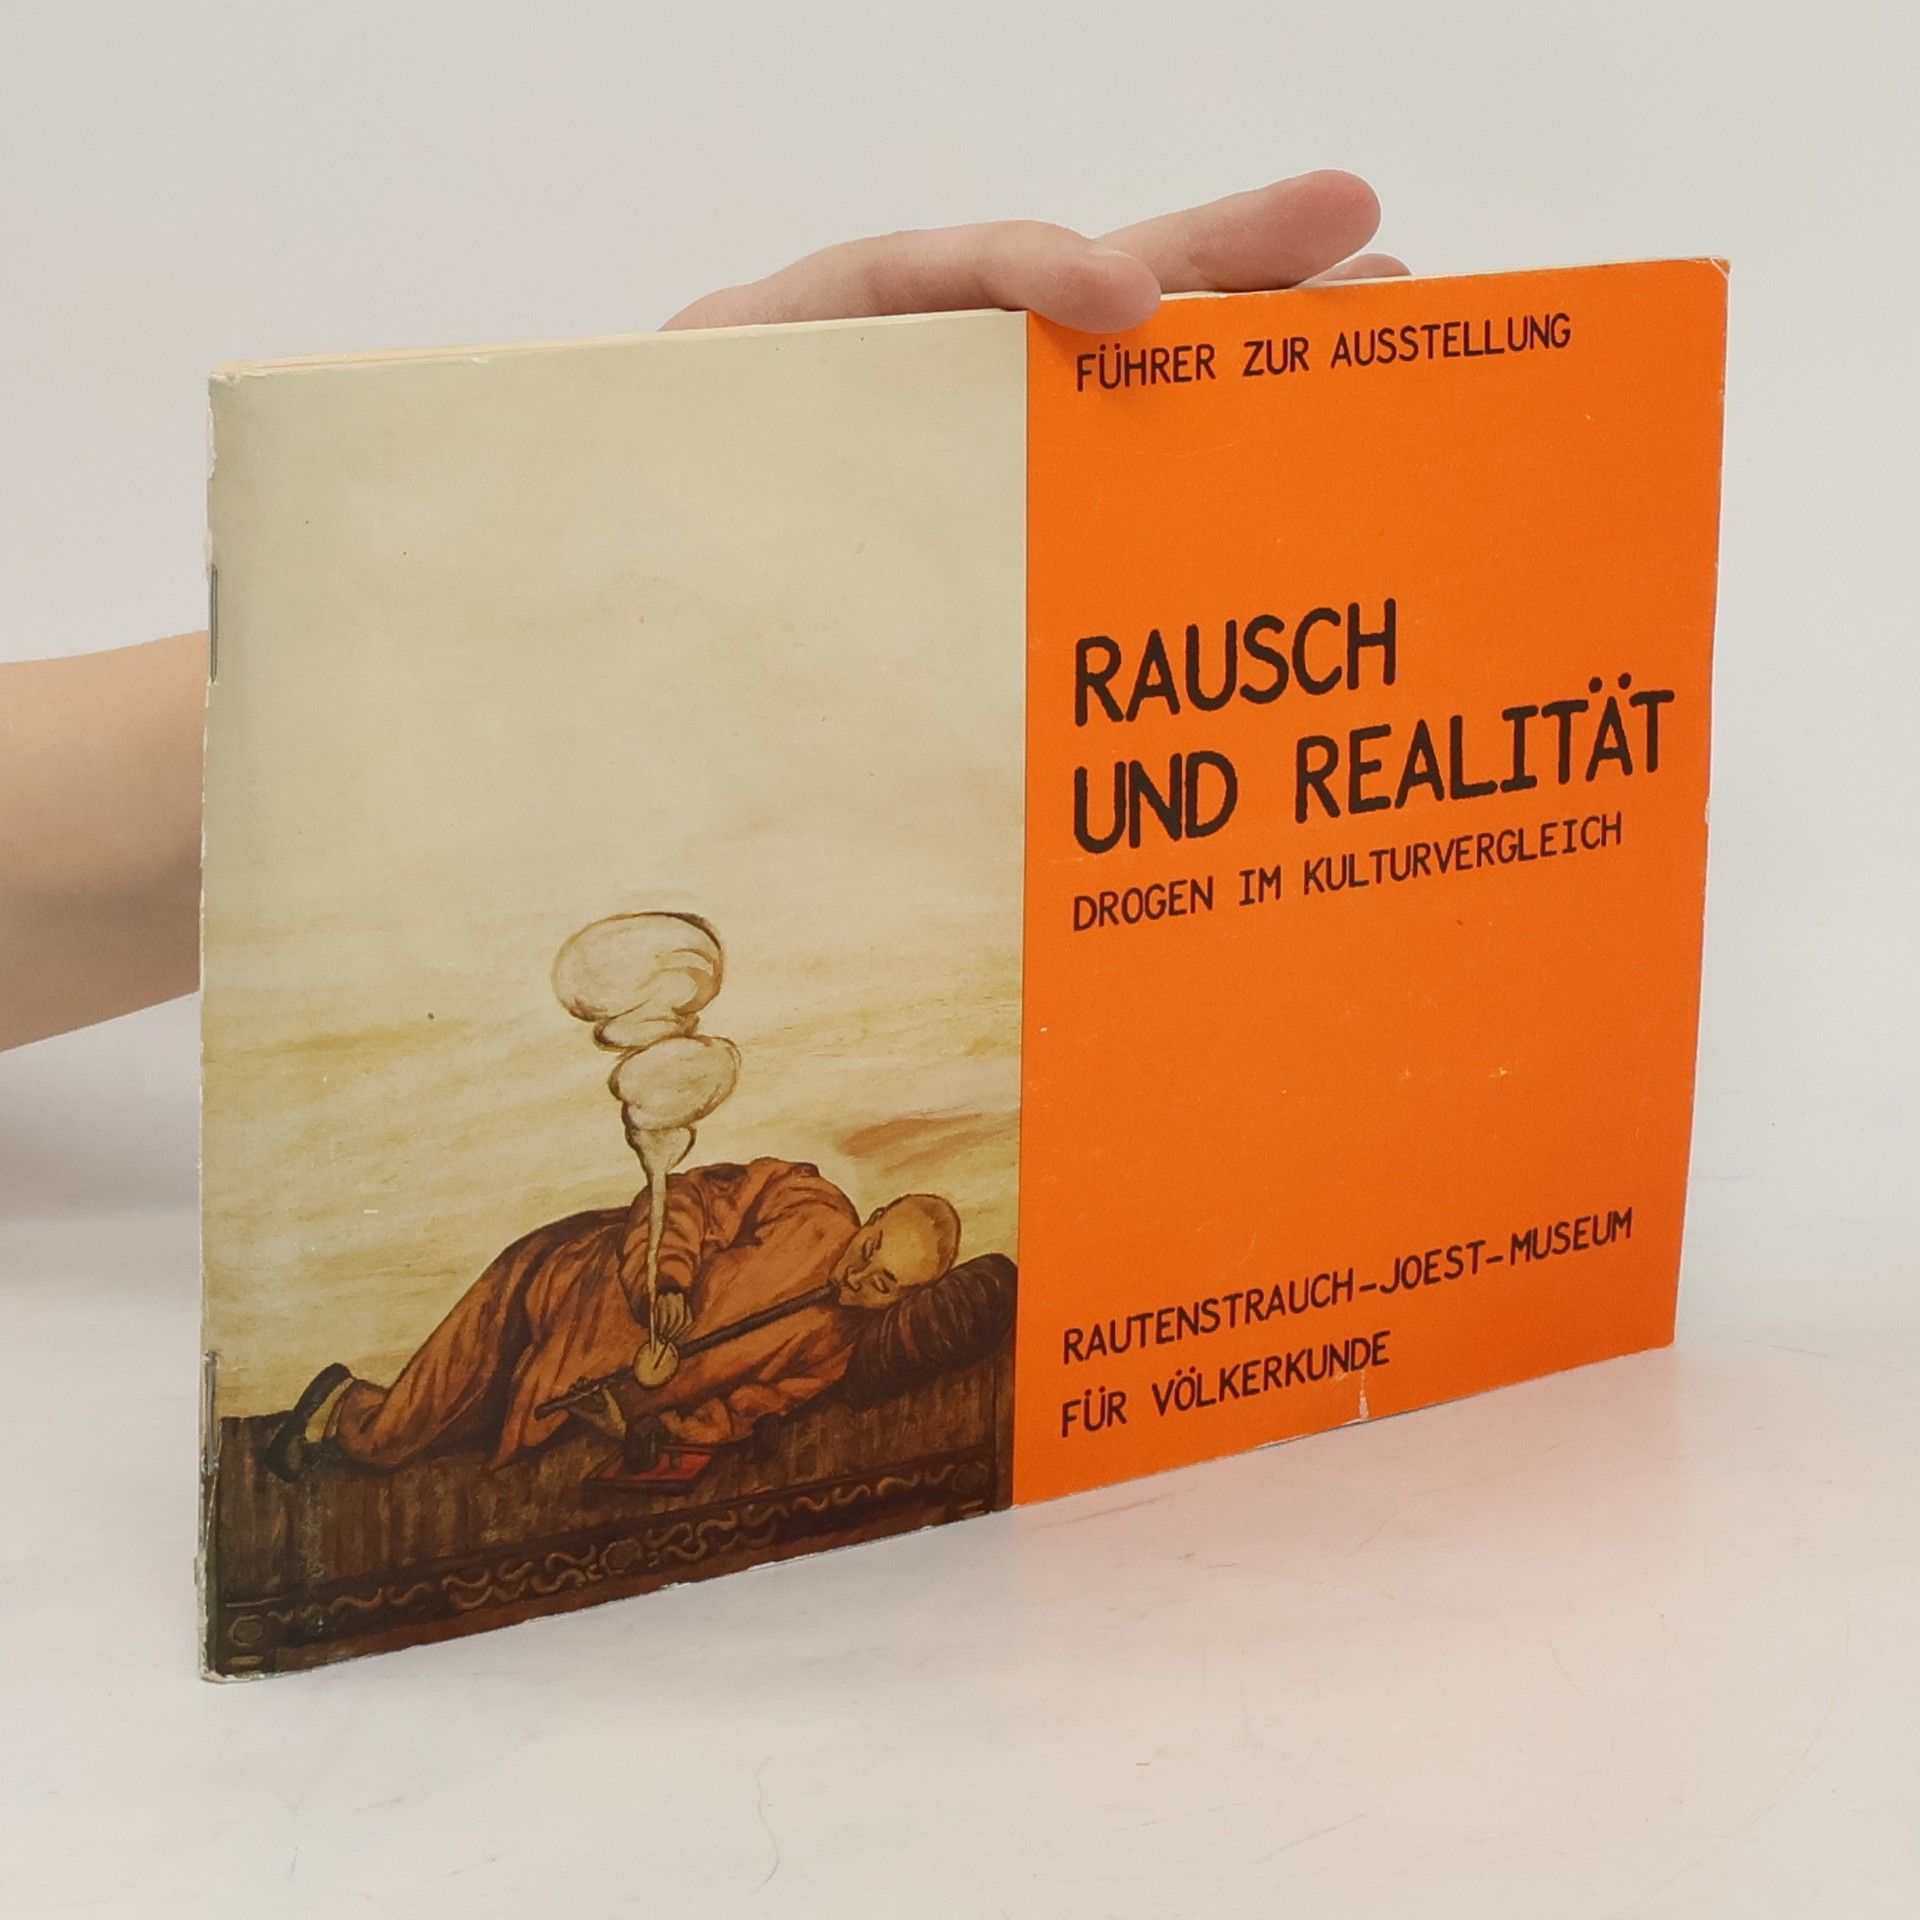 FÜHRER ZUR AUSSTELLUNG
RAUSCH
UND REALITÄT
DROGEN IM KULTURVERGLEICH
RAUTENSTRAUCH-JOEST-MUSEUM
FÜR VÖLKERKUNDE